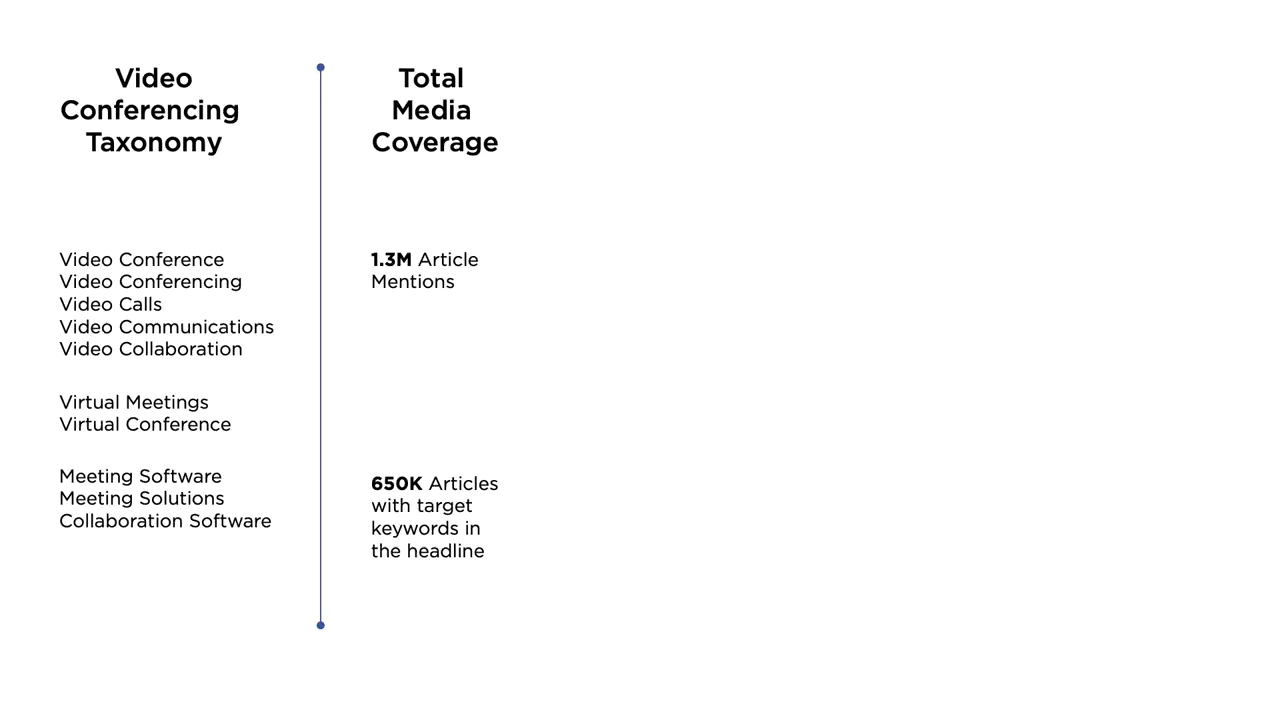 Video
Conferencing
Taxonomy
Video Conference
Video Conferencing
Video Calls
Video Communications
Video Collaboration
Virtual Meetings
Virtual Conference
Meeting Software
Meeting Solutions
Collaboration Software
Total
Media
Coverage
1.3M Article
Mentions
650K Articles
with target
keywords in
the headline